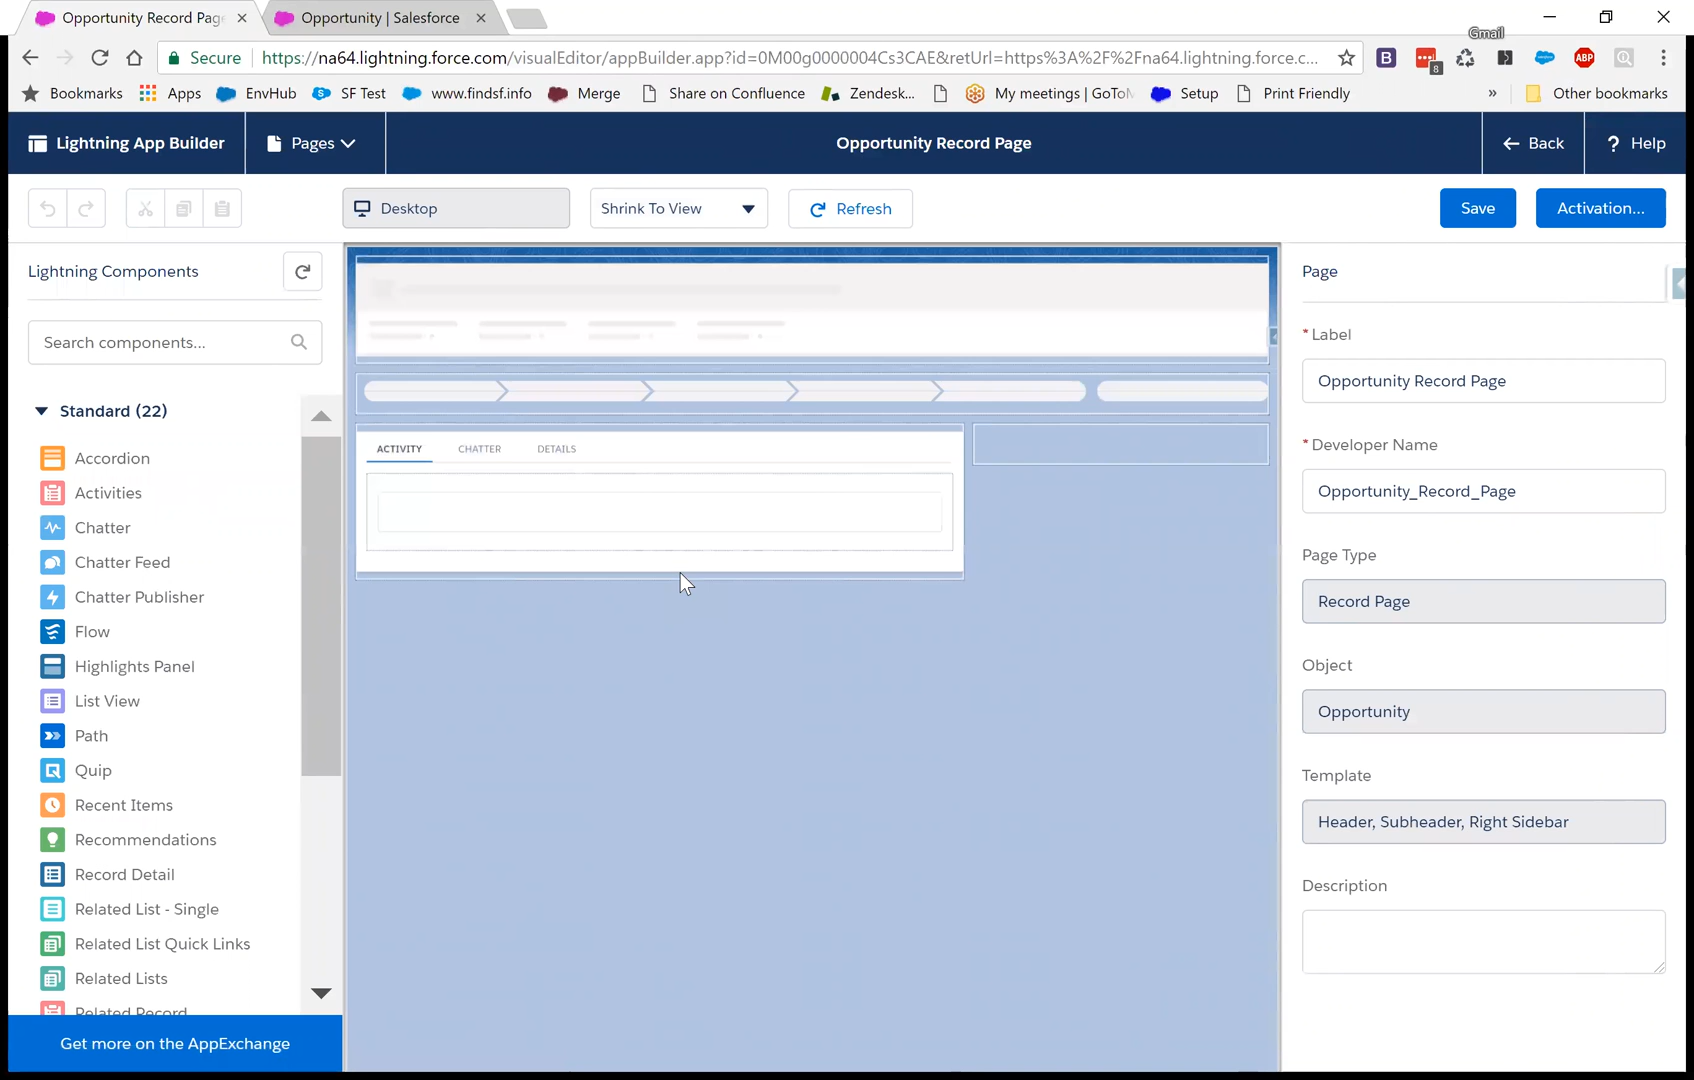 Opportunity Record Pag
Opportunity | Salesforce
Gmail
Secure
https://na64.lightning.force.com/visualEditor/appBuilder.app?id=0M00g0000004Cs3CAE&retUrl=https%3A%2F%2Fna64.lightning.force.c...
ABP
8
Bookmarks
Apps
EnvHub
SF Test
www.findsf.info
Merge
Share on Confluence
Zendesk...
My meetings | GoToM
Setup
Print Friendly
»
Other bookmarks
Lightning App Builder
Pages
Opportunity Record Page
Back
? Help
Desktop
Shrink To View
Refresh
Save
Activation...
Lightning Components
Search components...
Standard (22)
Accordion
Activities
Chatter
Chatter Feed
Chatter Publisher
Flow
Highlights Panel
List View
Path
Quip
Recent Items
Recommendations
Record Detail
Related List - Single
Related List Quick Links
Related Lists
Related Record
Get more on the AppExchange
ACTIVITY
CHATTER
DETAILS
Page
* Label
Opportunity Record Page
* Developer Name
Opportunity_Record_Page
Page Type
Record Page
Object
Opportunity
Template
Header, Subheader, Right Sidebar
Description